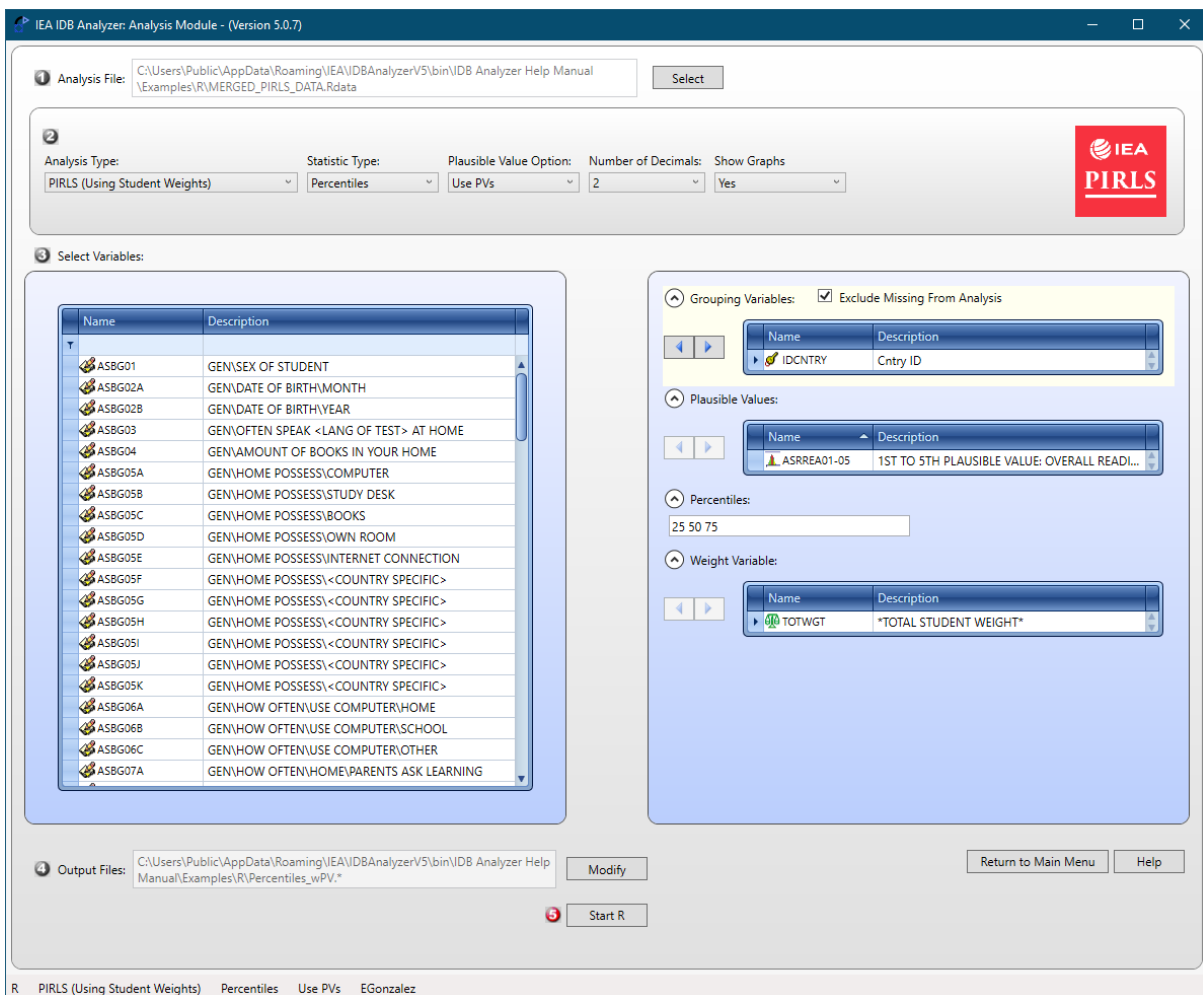 IEA IDB Analyzer: Analysis Module - (Version 5.0.7)
1 Analysis File:
C:\Users\Public\AppData\Roaming\IEA\IDBAnalyzerV5\bin\IDB Analyzer Help Manual
\Examples\R\MERGED_PIRLS_DATA.Rdata
Select
2
Analysis Type: Statistic Type: Plausible Value Option: Number of Decimals: Show Graphs
PIRLS (Using Student Weights) Percentiles Use PVs 2 Yes
IEA
PIRLS
3 Select Variables:
Name Description
ASBG01 GEN\SEX OF STUDENT
ASBG02A GEN\DATE OF BIRTH\MONTH
ASBG02B GEN\DATE OF BIRTH\YEAR
ASBG03 GEN\OFTEN SPEAK <LANG OF TEST> AT HOME
ASBG04 GEN\AMOUNT OF BOOKS IN YOUR HOME
ASBG05A GEN\HOME POSSESS\COMPUTER
ASBG05B GEN\HOME POSSESS\STUDY DESK
ASBG05C GEN\HOME POSSESS\BOOKS
ASBG05D GEN\HOME POSSESS\OWN ROOM
ASBG05E GEN\HOME POSSESS\INTERNET CONNECTION
ASBG05F GEN\HOME POSSESS\<COUNTRY SPECIFIC>
ASBG05G GEN\HOME POSSESS\<COUNTRY SPECIFIC>
ASBG05H GEN\HOME POSSESS\<COUNTRY SPECIFIC>
ASBG05I GEN\HOME POSSESS\<COUNTRY SPECIFIC>
ASBG05J GEN\HOME POSSESS\<COUNTRY SPECIFIC>
ASBG05K GEN\HOME POSSESS\<COUNTRY SPECIFIC>
ASBG06A GEN\HOW OFTEN\USE COMPUTER\HOME
ASBG06B GEN\HOW OFTEN\USE COMPUTER\SCHOOL
ASBG06C GEN\HOW OFTEN\USE COMPUTER\OTHER
ASBG07A GEN\HOW OFTEN\HOME\PARENTS ASK LEARNING
Grouping Variables: Exclude Missing From Analysis
Name Description
IDCNTRY Cntry ID
Plausible Values:
Name Description
ASRREA01-05 1ST TO 5TH PLAUSIBLE VALUE: OVERALL READI...
Percentiles:
25 50 75
Weight Variable:
Name Description
TOTWGT *TOTAL STUDENT WEIGHT*
4 Output Files:
C:\Users\Public\AppData\Roaming\IEA\IDBAnalyzerV5\bin\IDB Analyzer Help
Manual\Examples\R\Percentiles_wPV.*
Modify
Return to Main Menu Help
5 Start R
R PIRLS (Using Student Weights) Percentiles Use PVs EGonzalez